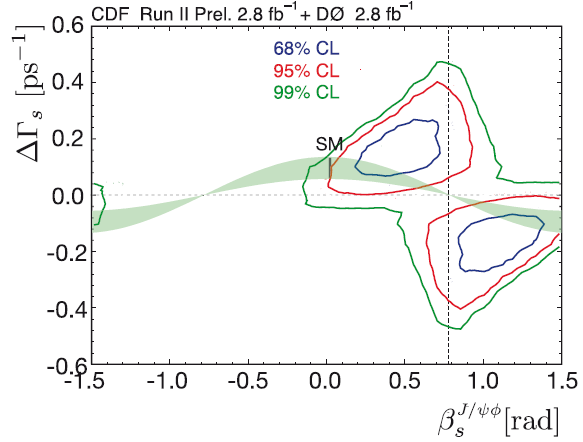 CDF Run II Prel. 2.8 fb⁻¹ + DØ 2.8 fb⁻¹
0.6
68% CL
95% CL
99% CL
ΔΓₛ [ps⁻¹]
0.4
0.2
SM
0.0
-0.2
-0.4
-0.6
-1.5 -1.0 -0.5 0.0 0.5 1.0 1.5
βₛ^{J/ψϕ}[rad]